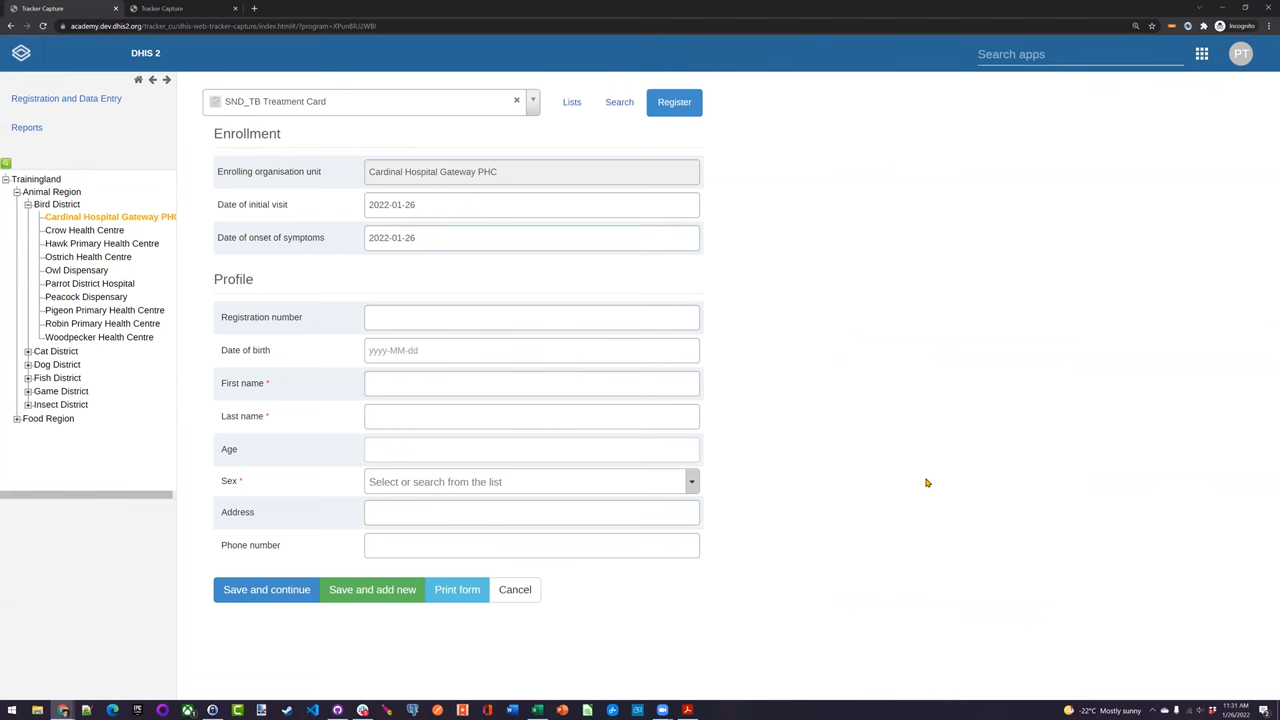 Tracker Capture
Tracker Capture
academy.dev.dhis2.org/tracker_cu/dhis-web-tracker-capture/index.html#/?program=XPun8RJ2WBI
Incognito
DHIS 2
Search apps
PT
Registration and Data Entry
Reports
SND_TB Treatment Card
Lists
Search
Register
Trainingland
Animal Region
Bird District
Cardinal Hospital Gateway PHC
Crow Health Centre
Hawk Primary Health Centre
Ostrich Health Centre
Owl Dispensary
Parrot District Hospital
Peacock Dispensary
Pigeon Primary Health Centre
Robin Primary Health Centre
Woodpecker Health Centre
Cat District
Dog District
Fish District
Game District
Insect District
Food Region
Enrollment
Enrolling organisation unit
Cardinal Hospital Gateway PHC
Date of initial visit
2022-01-26
Date of onset of symptoms
2022-01-26
Profile
Registration number
Date of birth
yyyy-MM-dd
First name *
Last name *
Age
Sex *
Select or search from the list
Address
Phone number
Save and continue
Save and add new
Print form
Cancel
-22°C Mostly sunny
11:31 AM
1/26/2022